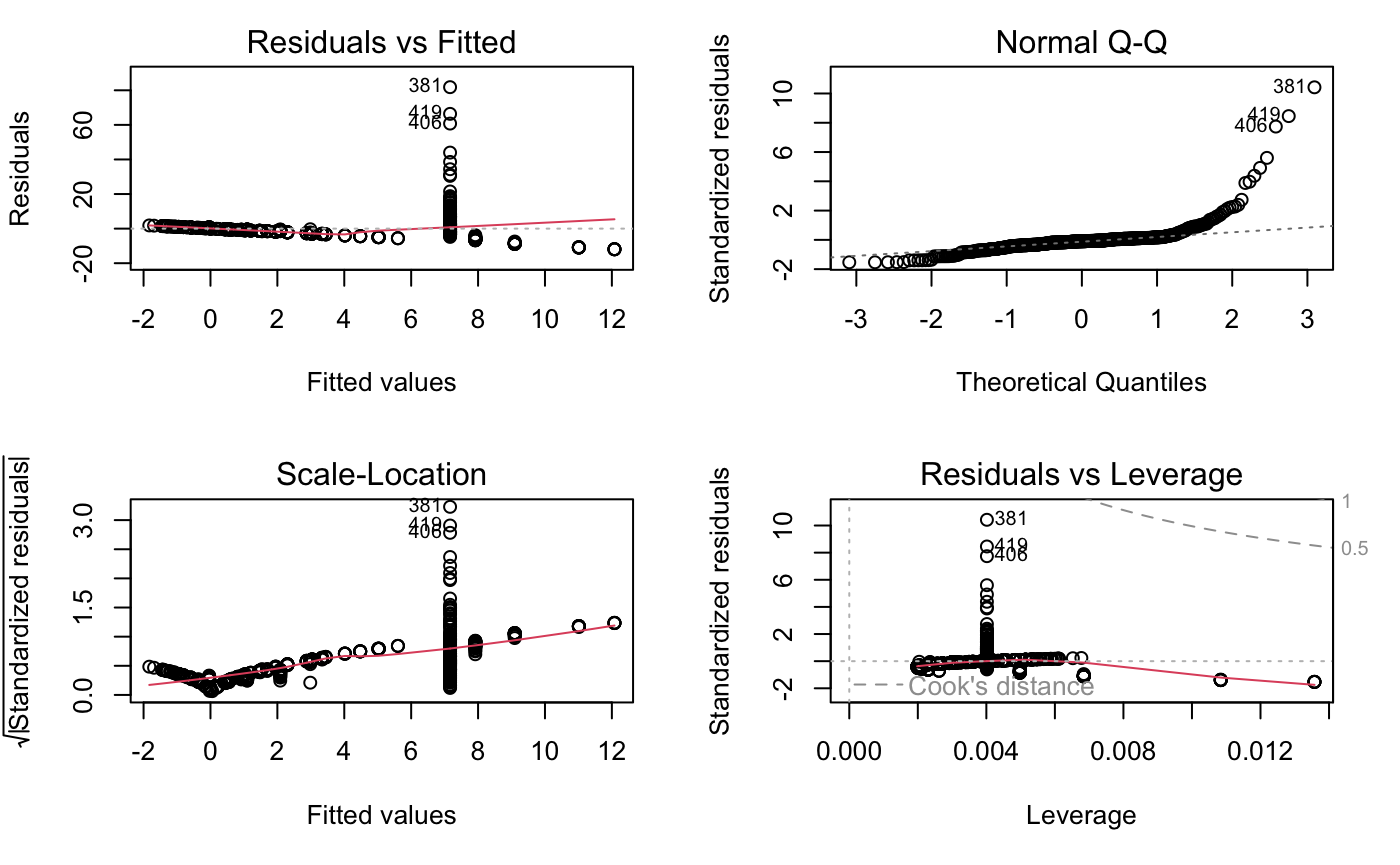 Residuals vs Fitted
Residuals
-20 20 60
381
419
406
-2 0 2 4 6 8 10 12
Fitted values
Normal Q-Q
Standardized residuals
-2 2 6 10
381
419
406
-3 -2 -1 0 1 2 3
Theoretical Quantiles
Scale-Location
√|Standardized residuals|
0.0 1.5 3.0
381
419
406
-2 0 2 4 6 8 10 12
Fitted values
Residuals vs Leverage
Standardized residuals
-2 2 6 10
381
419
406
1
0.5
Cook's distance
0.000 0.004 0.008 0.012
Leverage